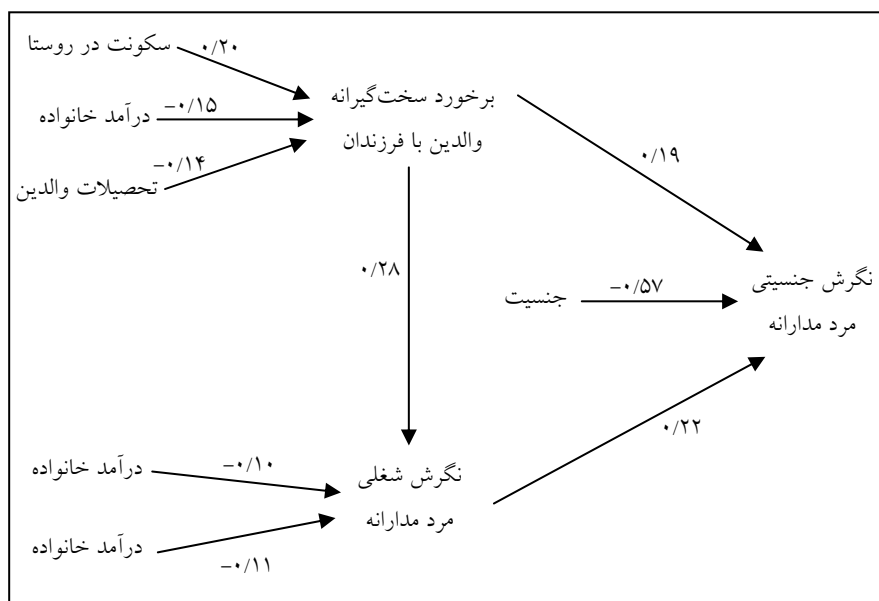 سکونت در روستا
۰/۲۰
درآمد خانواده
−۰/۱۵
تحصیلات والدین
−۰/۱۴
برخورد سخت‌گیرانه
والدین با فرزندان
۰/۱۹
۰/۲۸
جنسیت
−۰/۵۷
نگرش جنسیتی
مرد مدارانه
۰/۲۲
درآمد خانواده
−۰/۱۰
درآمد خانواده
−۰/۱۱
نگرش شغلی
مرد مدارانه